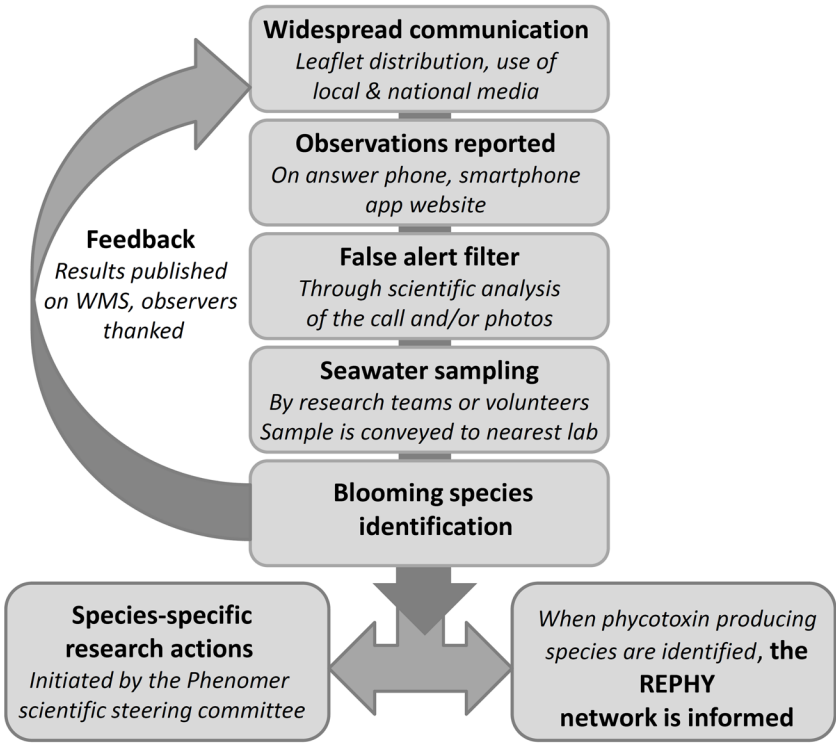 Widespread communication
Leaflet distribution, use of
local & national media
Observations reported
On answer phone, smartphone
app website
False alert filter
Through scientific analysis
of the call and/or photos
Seawater sampling
By research teams or volunteers
Sample is conveyed to nearest lab
Blooming species
identification
Feedback
Results published
on WMS, observers
thanked
Species-specific
research actions
Initiated by the Phenomer
scientific steering committee
When phycotoxin producing
species are identified, the
REPHY
network is informed